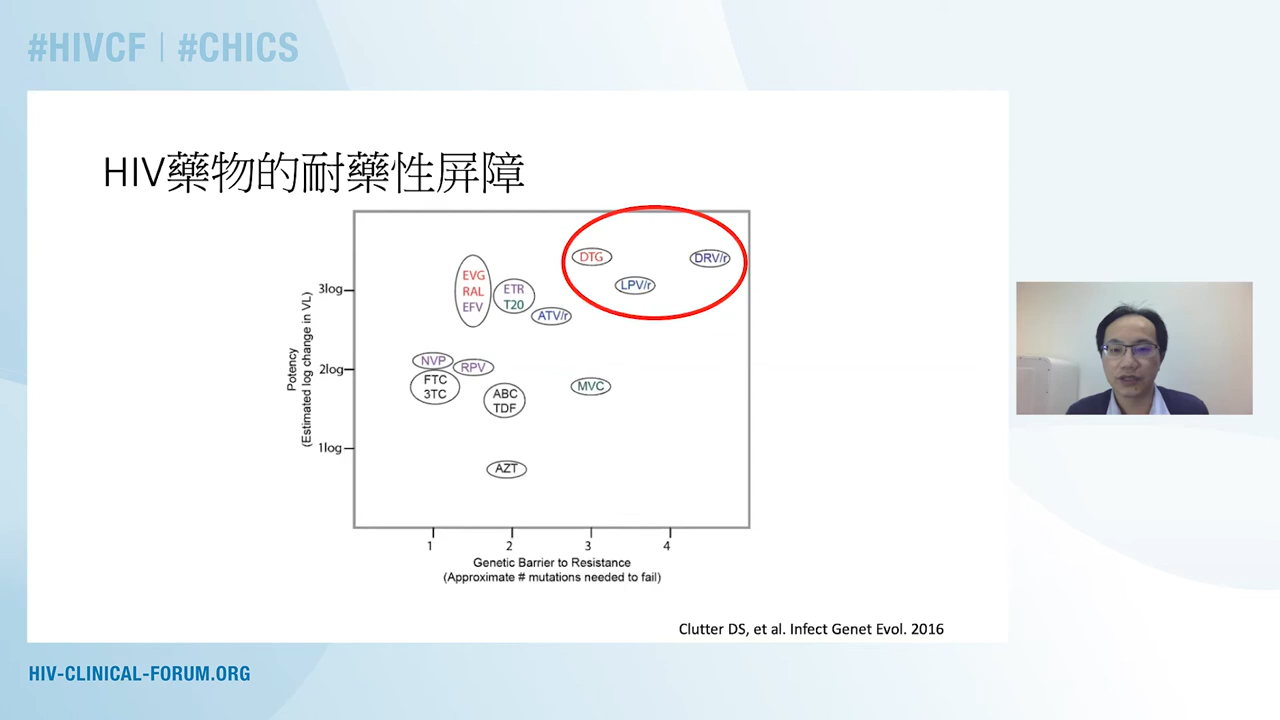 #HIVCF | #CHICS
HIV藥物的耐藥性屏障
Potency
(Estimated log change in VL)
3log
2log
1log
EVG
RAL
EFV
ETR
T20
ATV/r
DTG
LPV/r
DRV/r
NVP
RPV
FTC
3TC
ABC
TDF
MVC
AZT
1
2
3
4
Genetic Barrier to Resistance
(Approximate # mutations needed to fail)
Clutter DS, et al. Infect Genet Evol. 2016
HIV-CLINICAL-FORUM.ORG